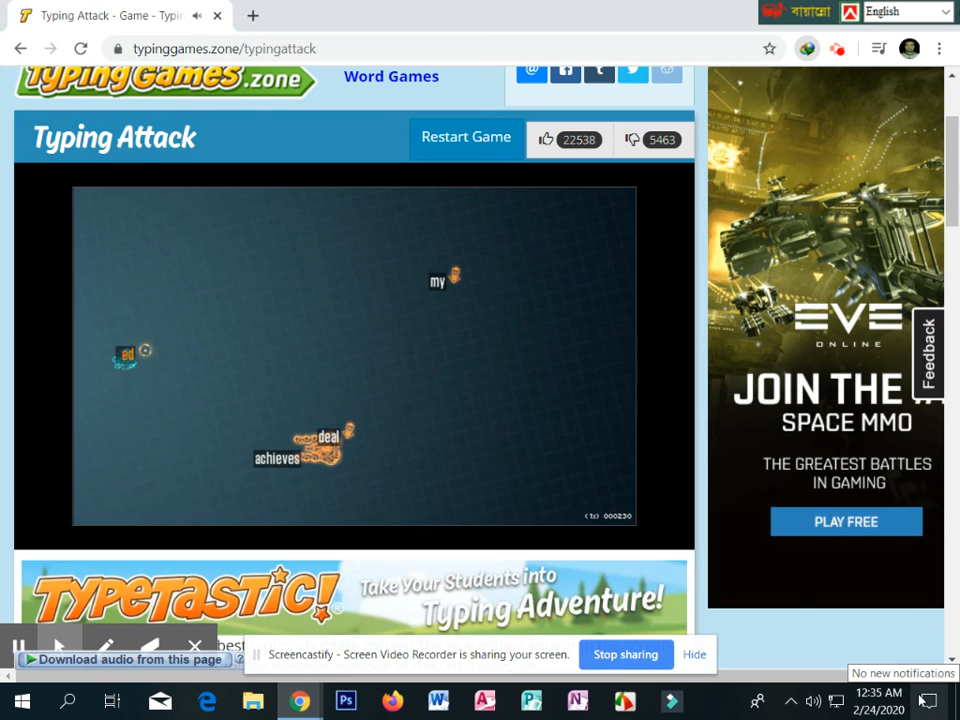 Typing Attack - Game - Typin
বায়ান্নো
English
typinggames.zone/typingattack
TypingGames.zone
Word Games
Typing Attack
Restart Game
22538
5463
my
ed
deal
achieves
(1x) 000230
EVE
ONLINE
JOIN THE
SPACE MMO
THE GREATEST BATTLES
IN GAMING
PLAY FREE
Feedback
TYPETASTIC!
Take Your Students into
Typing Adventure!
best
Screencastify - Screen Video Recorder is sharing your screen.
Stop sharing
Hide
Download audio from this page
No new notifications
12:35 AM
2/24/2020